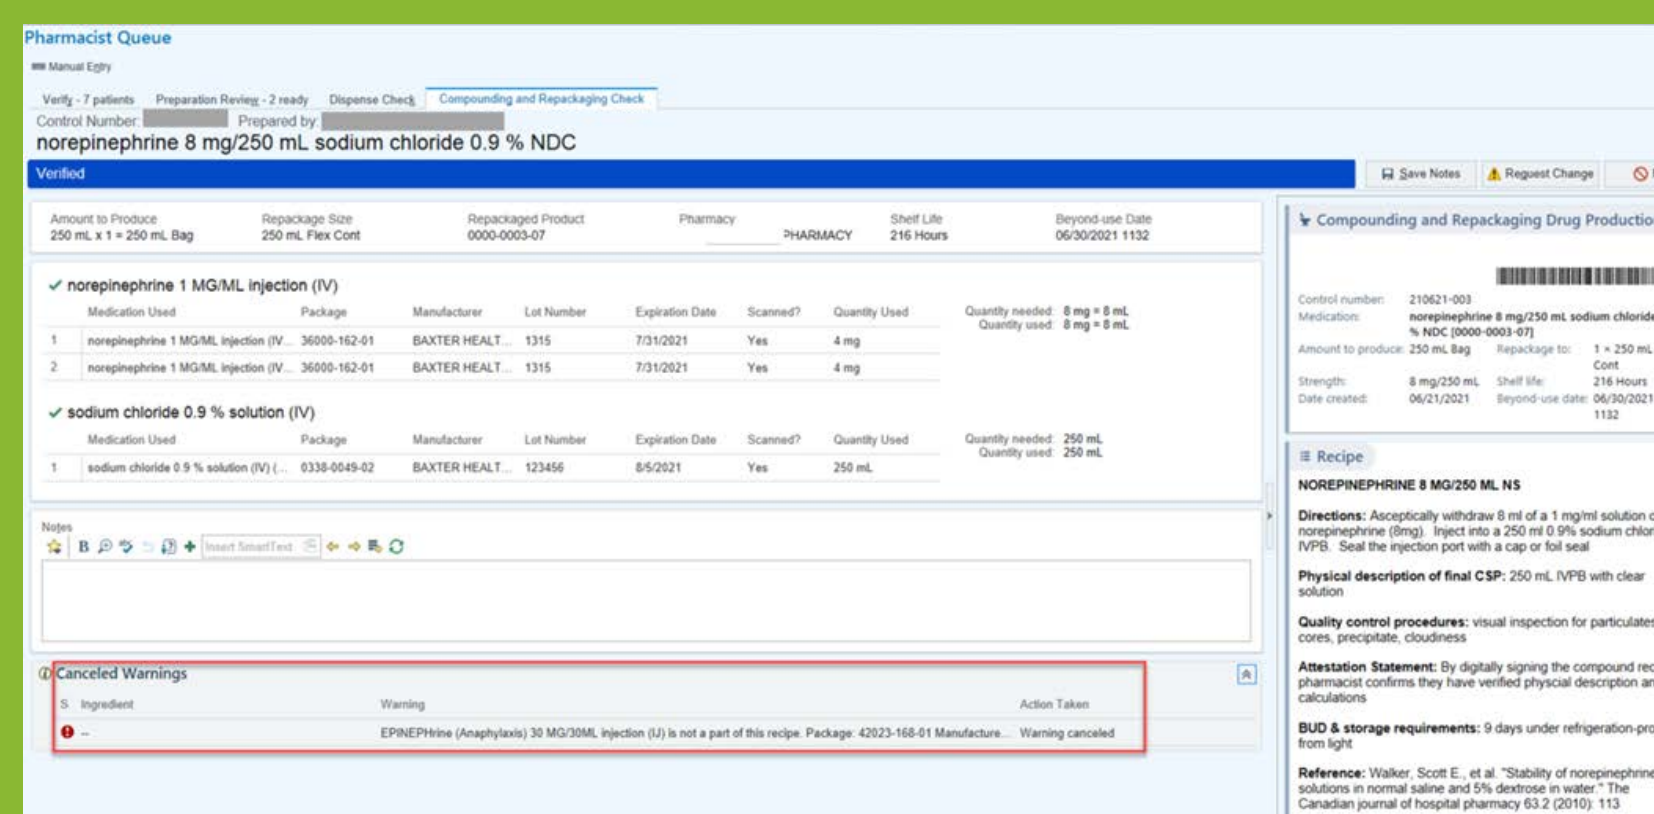 Pharmacist Queue
Manual Entry
Verify - 7 patients Preparation Review - 2 ready Dispense Check Compounding and Repackaging Check
Control Number: Prepared by:
norepinephrine 8 mg/250 mL sodium chloride 0.9 % NDC
Verified
Save Notes Request Change
Amount to Produce Repackage Size Repackaged Product Pharmacy Shelf Life Beyond-use Date
250 mL x 1 = 250 mL Bag 250 mL Flex Cont 0000-0003-07 PHARMACY 216 Hours 06/30/2021 1132
norepinephrine 1 MG/ML injection (IV)
Medication Used Package Manufacturer Lot Number Expiration Date Scanned? Quantity Used
1 norepinephrine 1 MG/ML injection (IV... 36000-162-01 BAXTER HEALT... 1315 7/31/2021 Yes 4 mg
2 norepinephrine 1 MG/ML injection (IV... 36000-162-01 BAXTER HEALT... 1315 7/31/2021 Yes 4 mg
Quantity needed: 8 mg = 8 mL
Quantity used: 8 mg = 8 mL
sodium chloride 0.9 % solution (IV)
Medication Used Package Manufacturer Lot Number Expiration Date Scanned? Quantity Used
1 sodium chloride 0.9 % solution (IV) (... 0338-0049-02 BAXTER HEALT... 123456 8/5/2021 Yes 250 mL
Quantity needed: 250 mL
Quantity used: 250 mL
Notes
B Insert SmartText
Canceled Warnings
S Ingredient Warning Action Taken
-- EPINEPHrine (Anaphylaxis) 30 MG/30ML injection (IJ) is not a part of this recipe. Package: 42023-168-01 Manufacture... Warning canceled
Compounding and Repackaging Drug Productio
Control number: 210621-003
Medication: norepinephrine 8 mg/250 mL sodium chloride
% NDC [0000-0003-07]
Amount to produce: 250 mL Bag Repackage to: 1 × 250 mL
Cont
Strength: 8 mg/250 mL Shelf life: 216 Hours
Date created: 06/21/2021 Beyond-use date: 06/30/2021
1132
Recipe
NOREPINEPHRINE 8 MG/250 ML NS
Directions: Asceptically withdraw 8 ml of a 1 mg/ml solution
norepinephrine (8mg). Inject into a 250 ml 0.9% sodium chlor
IVPB. Seal the injection port with a cap or foil seal
Physical description of final CSP: 250 mL IVPB with clear
solution
Quality control procedures: visual inspection for particulates
cores, precipitate, cloudiness
Attestation Statement: By digitally signing the compound rec
pharmacist confirms they have verified physcial description an
calculations
BUD & storage requirements: 9 days under refrigeration-pro
from light
Reference: Walker, Scott E., et al. "Stability of norepinephrine
solutions in normal saline and 5% dextrose in water." The
Canadian journal of hospital pharmacy 63.2 (2010): 113